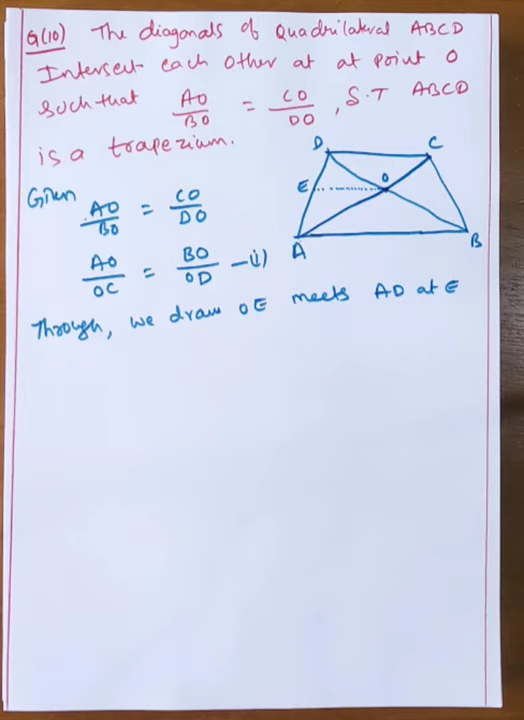 Q(10) The diagonals of Quadrilateral ABCD
Intersect each other at at point O
such that AO/BO = CO/DO, S.T ABCD
is a trapezium.
Given AO/BO = CO/DO
AO/OC = BO/OD —(i)
Through, we draw OE meets AD at E
D C
E O
A B